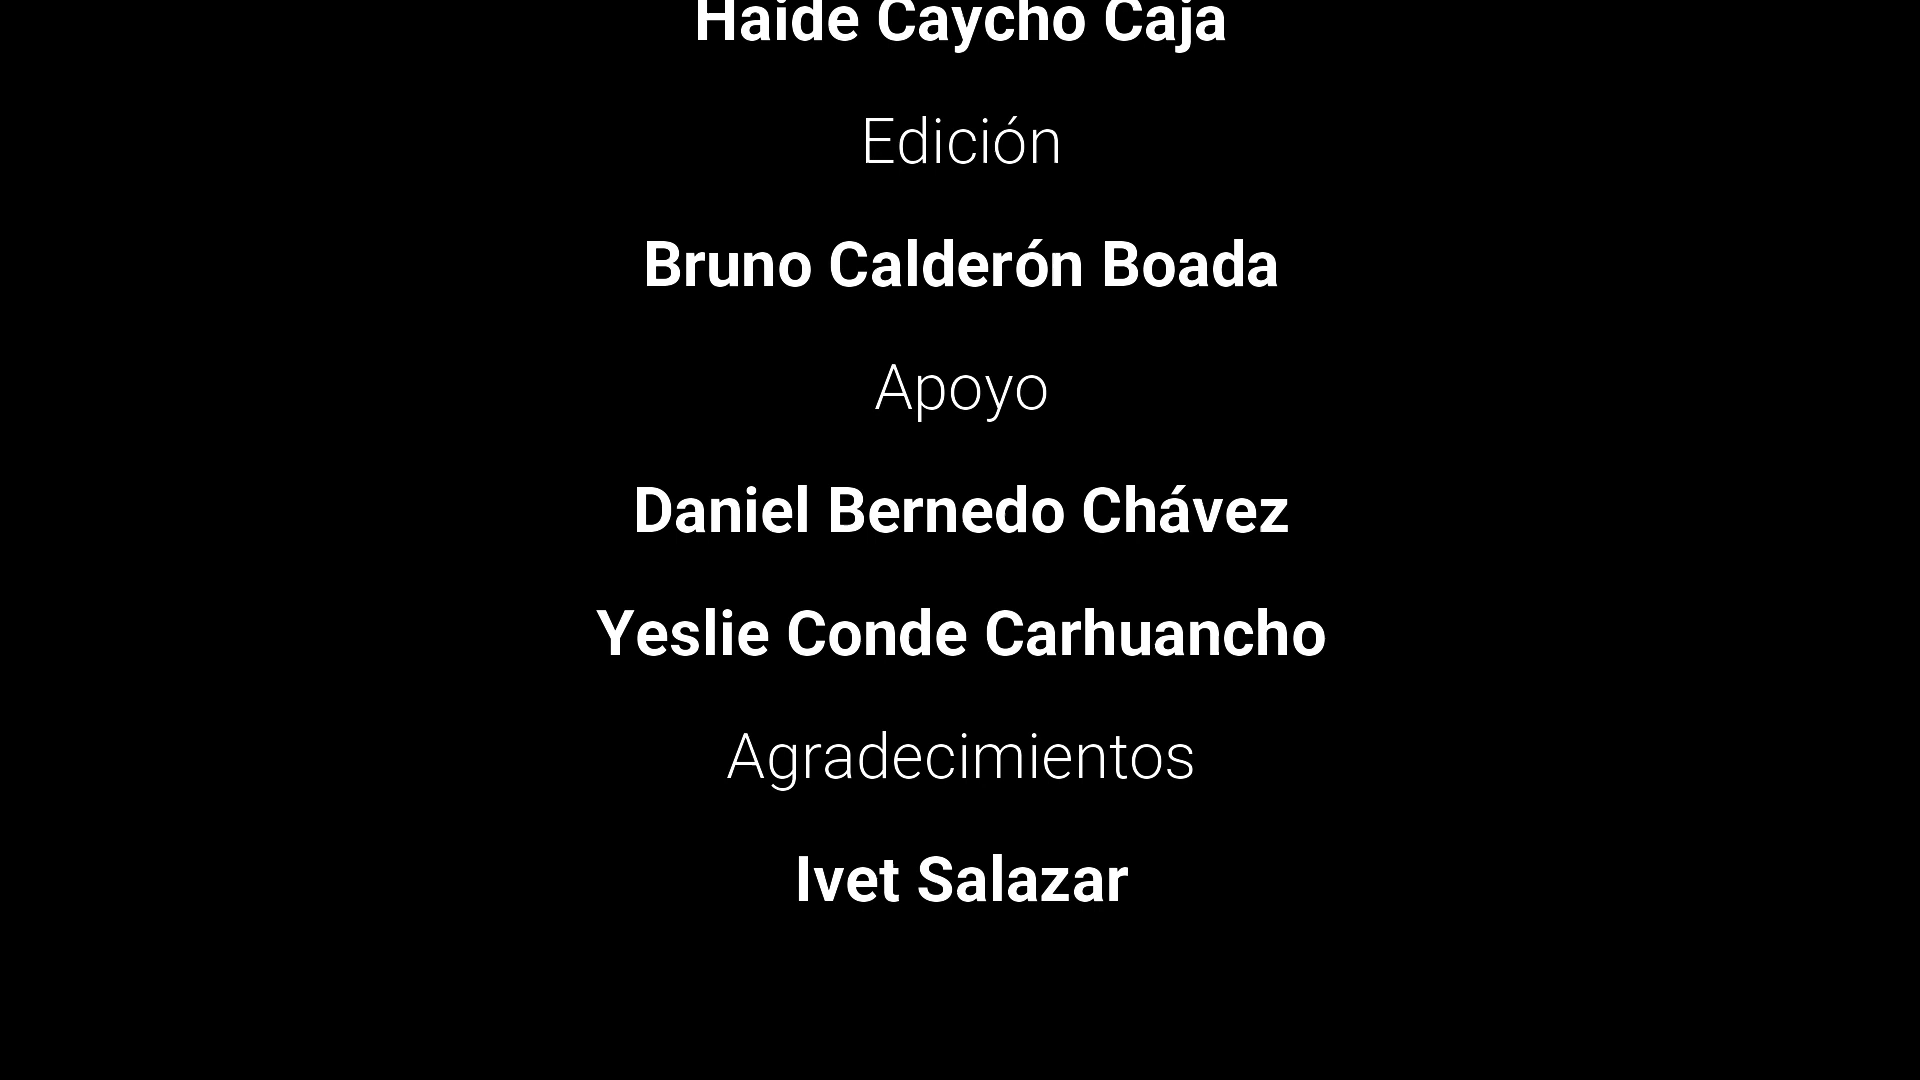 Haide Caycho Caja
Edición
Bruno Calderón Boada
Apoyo
Daniel Bernedo Chávez
Yeslie Conde Carhuancho
Agradecimientos
Ivet Salazar